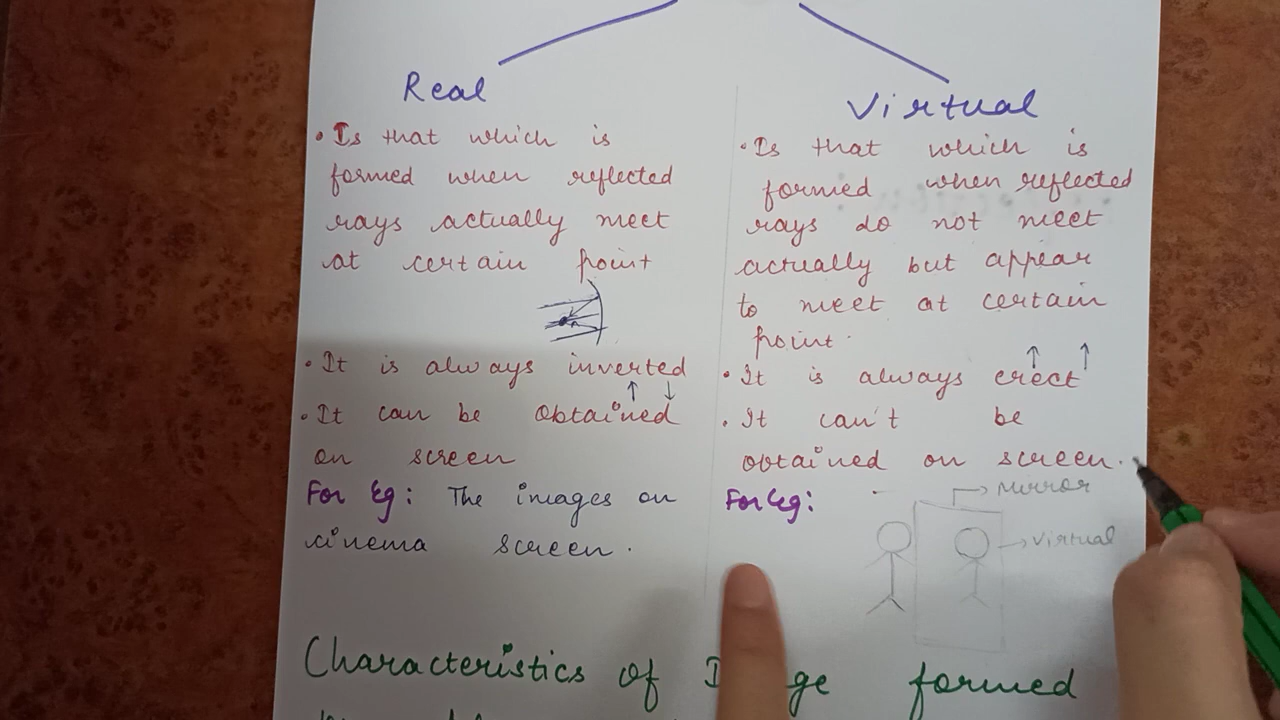 Real
• Is that which is
formed when reflected
rays actually meet
at certain point
• It is always inverted
• It can be obtained
on screen
For Eg: The images on
cinema screen.
Virtual
• Is that which is
formed when reflected
rays do not meet
actually but appear
to meet at certain
point.
• It is always erect
• It can't be
obtained on screen.
For Eg:
Mirror
Virtual
Characteristics of formed